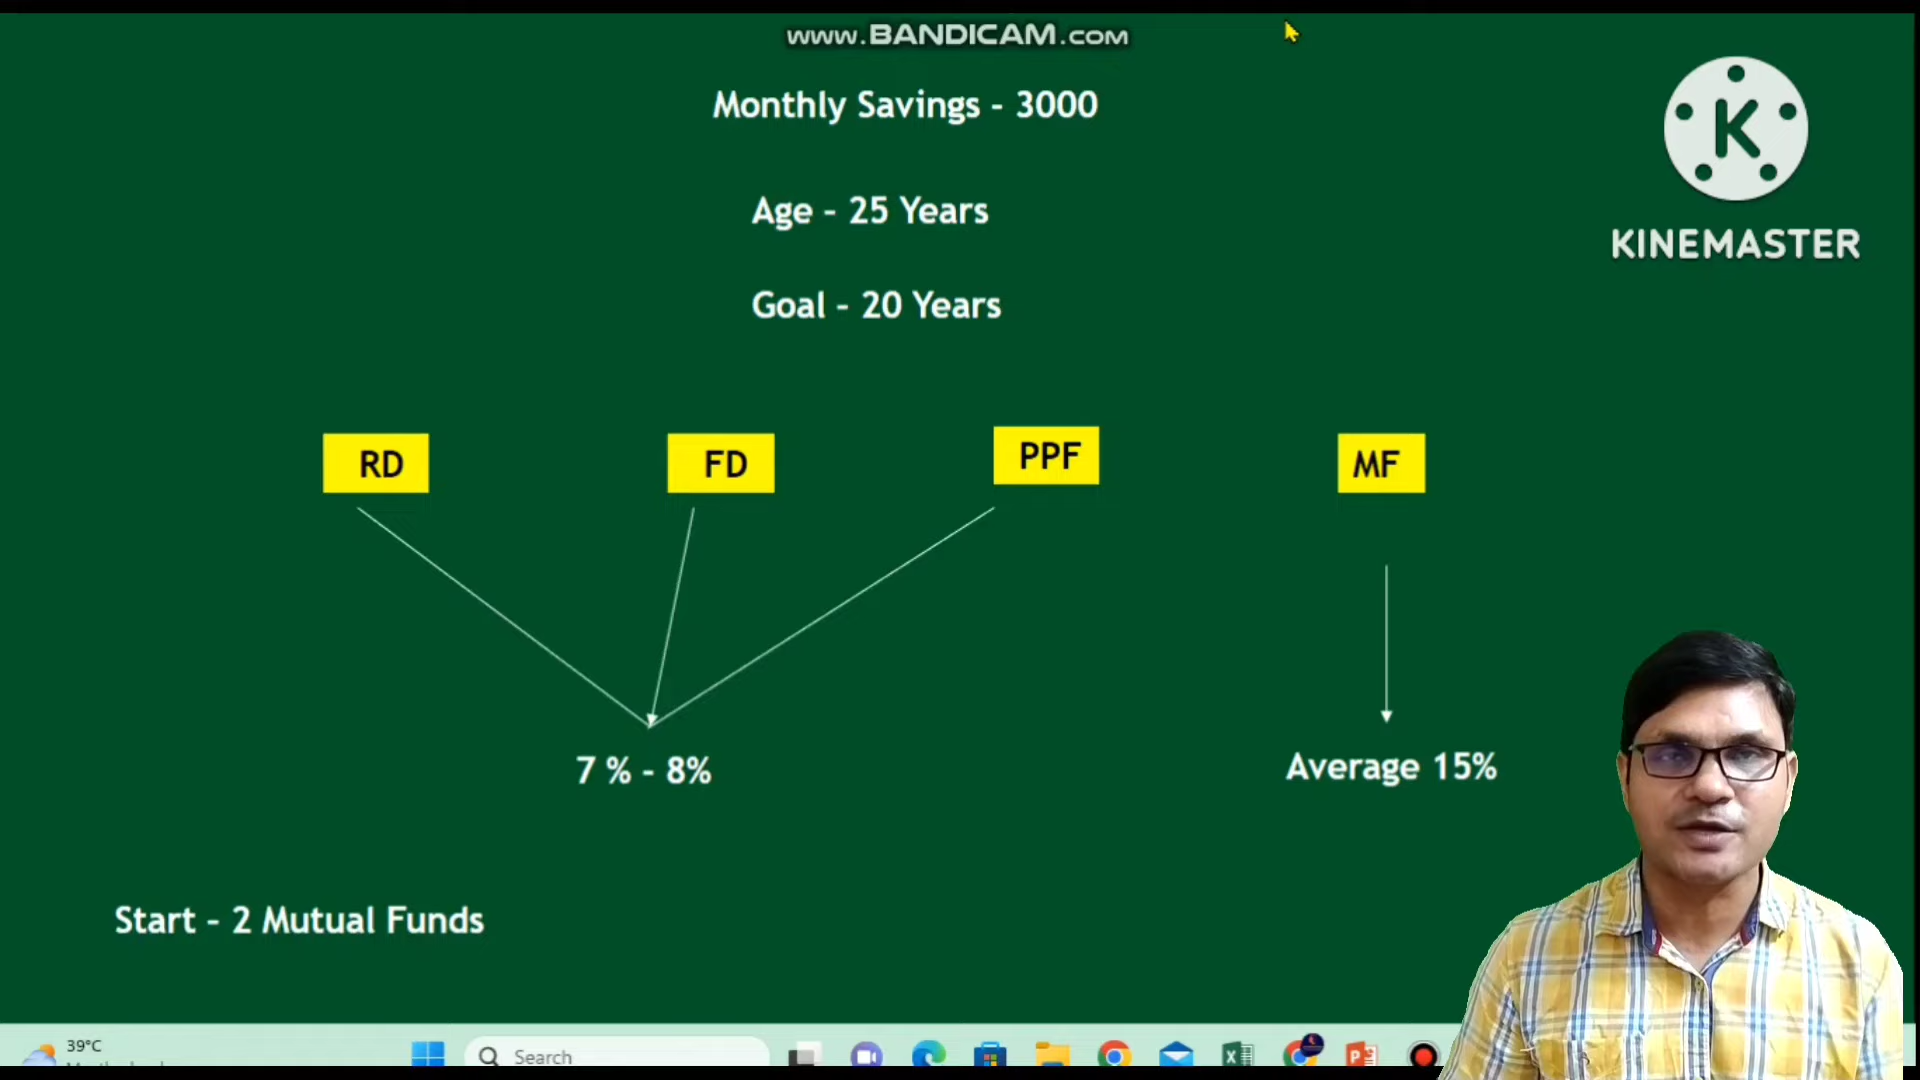 www.BANDICAM.com
Monthly Savings - 3000
K
KINEMASTER
Age - 25 Years
Goal - 20 Years
RD
FD
PPF
MF
7 % - 8%
Average 15%
Start - 2 Mutual Funds
39°C
Search